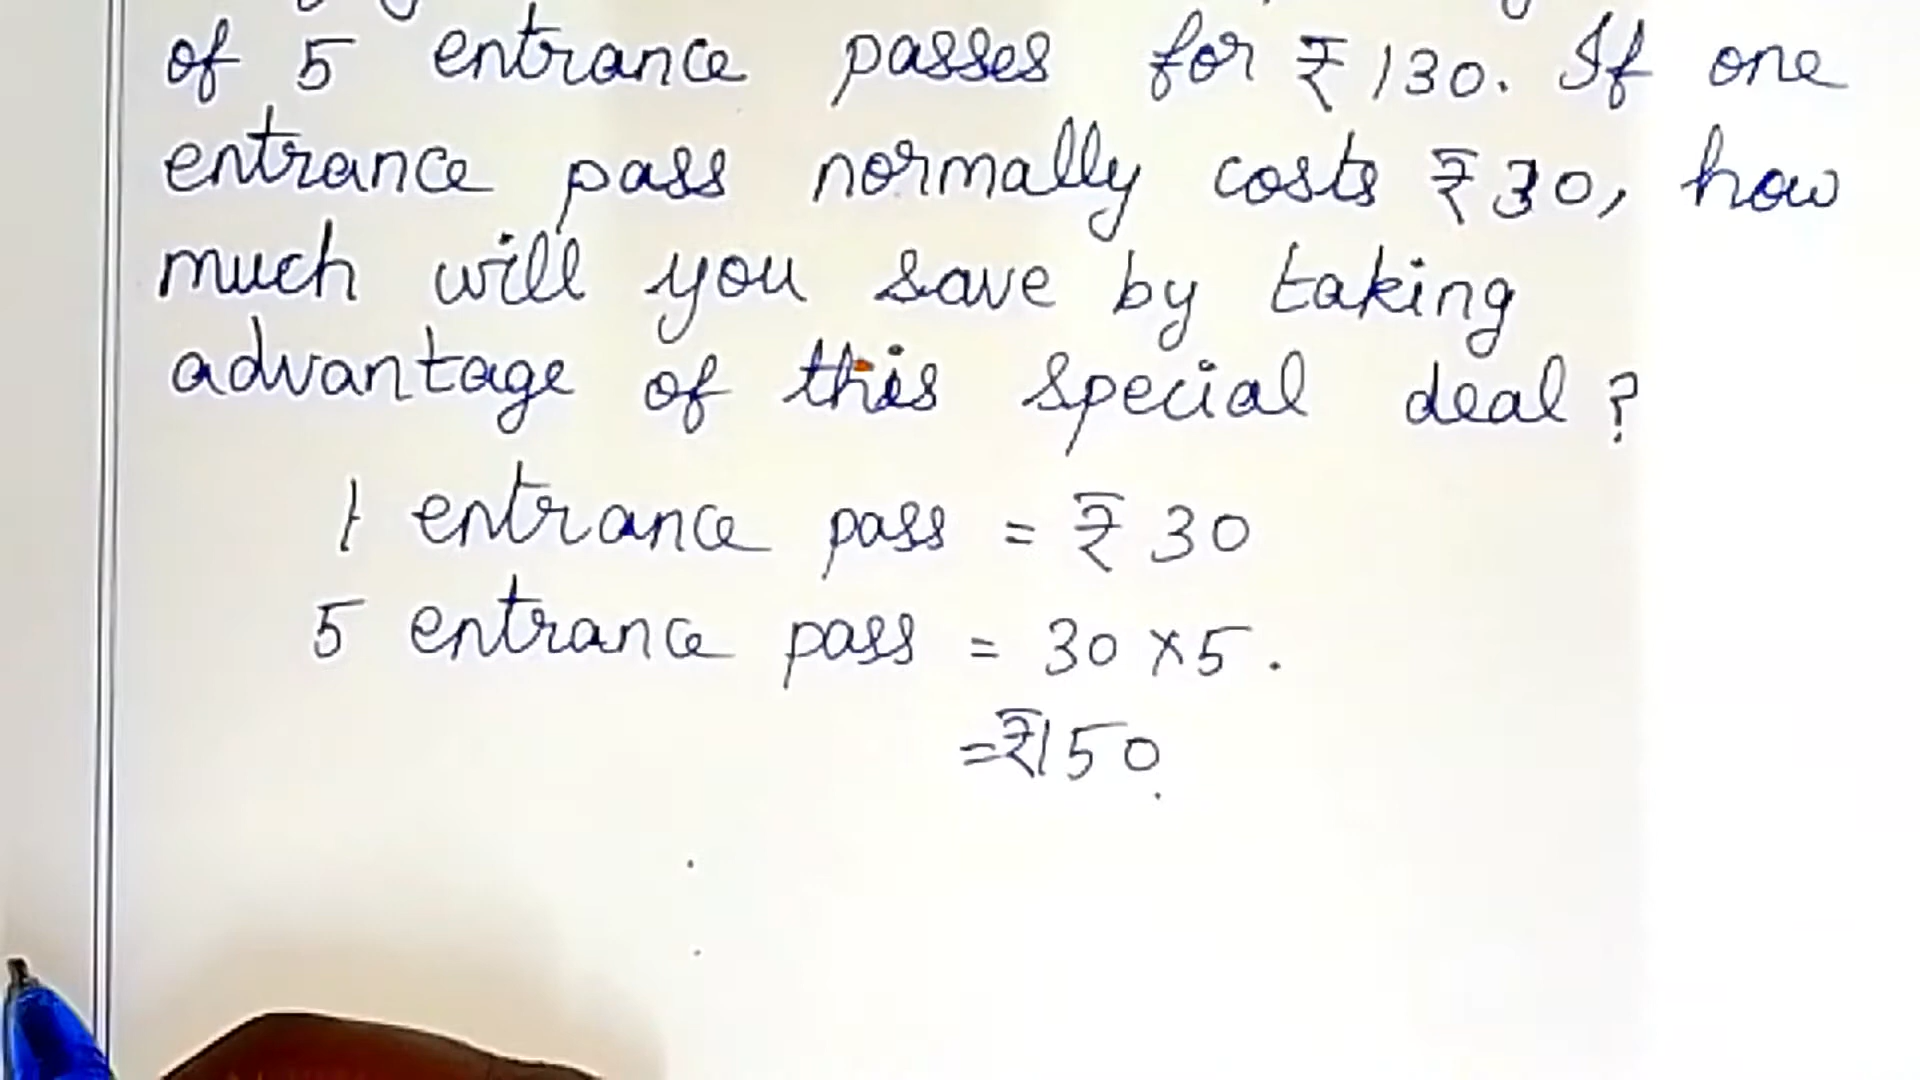 of 5 entrance passes for ₹130. If one
entrance pass normally costs ₹30, how
much will you save by taking
advantage of this special deal?
1 entrance pass = ₹30
5 entrance pass = 30 × 5.
= ₹150